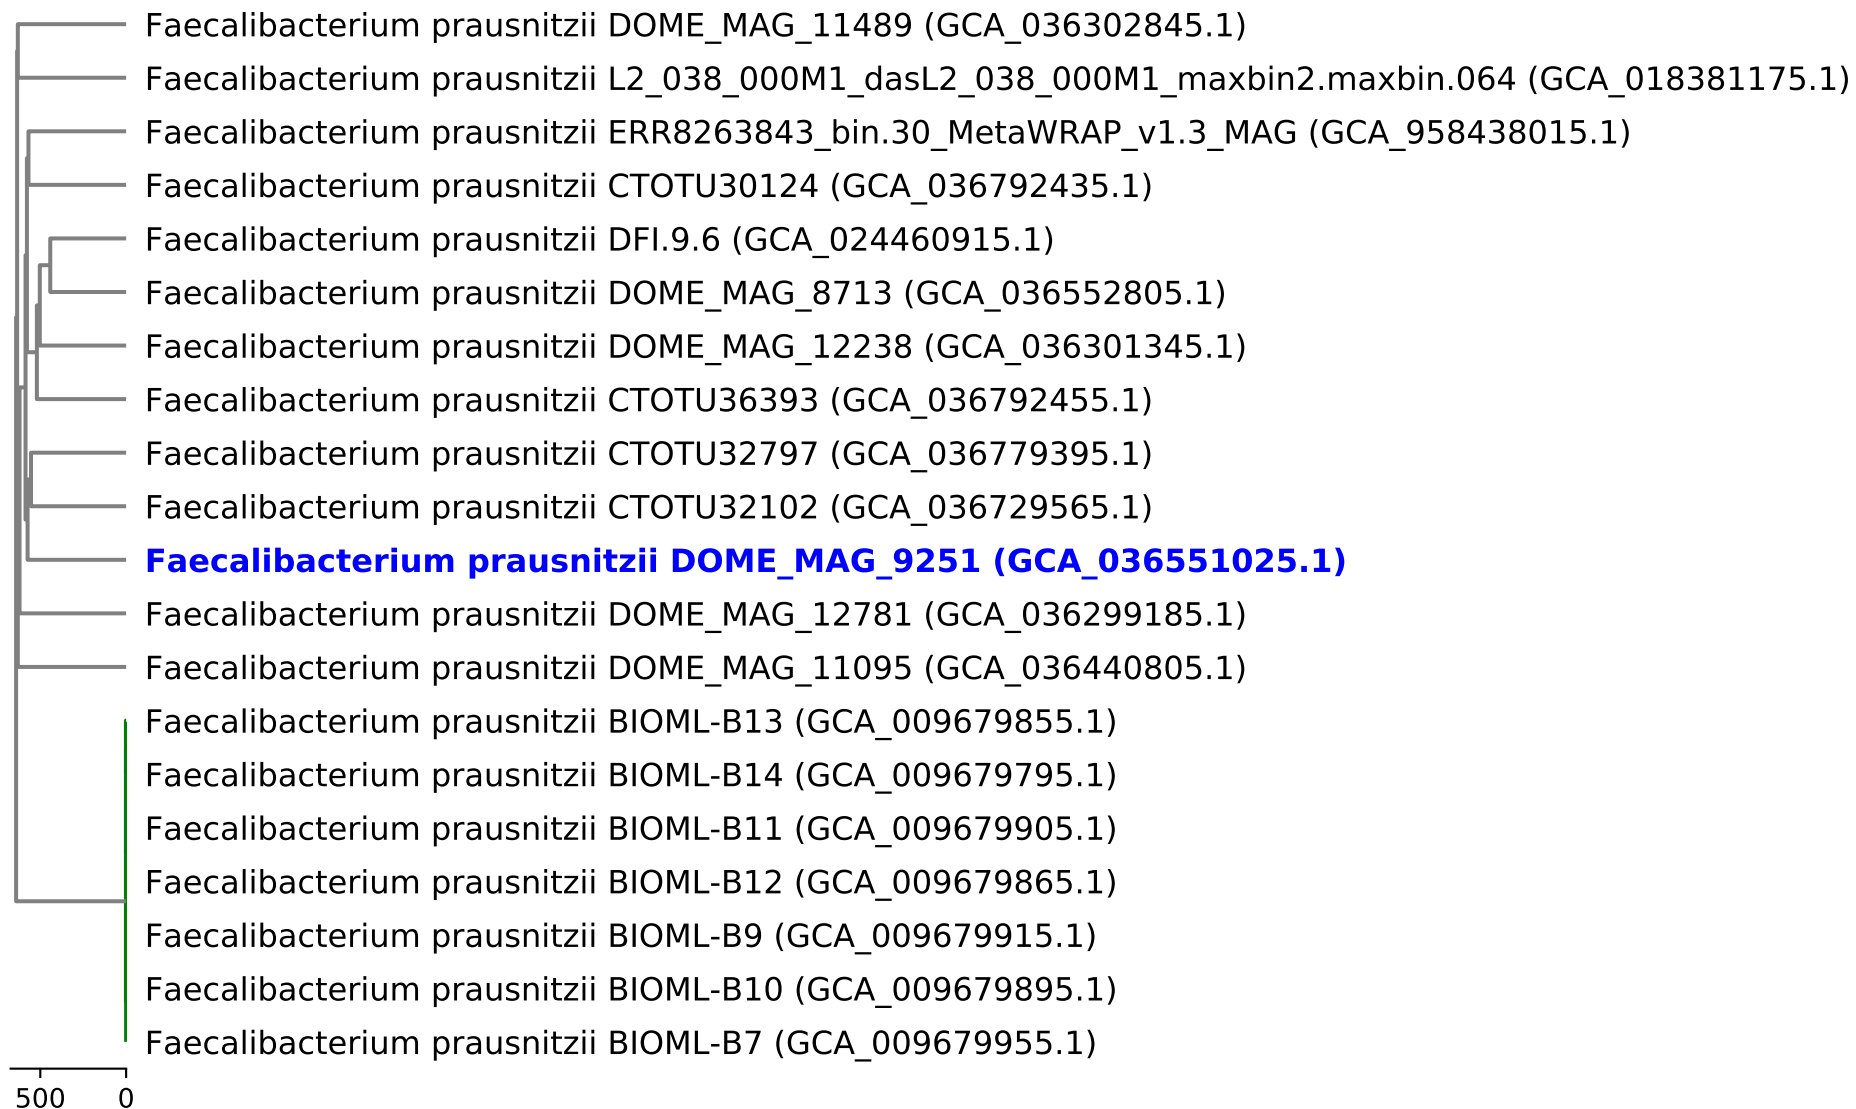 Faecalibacterium prausnitzii DOME_MAG_11489 (GCA_036302845.1)
Faecalibacterium prausnitzii L2_038_000M1_dasL2_038_000M1_maxbin2.maxbin.064 (GCA_018381175.1)
Faecalibacterium prausnitzii ERR8263843_bin.30_MetaWRAP_v1.3_MAG (GCA_958438015.1)
Faecalibacterium prausnitzii CTOTU30124 (GCA_036792435.1)
Faecalibacterium prausnitzii DFI.9.6 (GCA_024460915.1)
Faecalibacterium prausnitzii DOME_MAG_8713 (GCA_036552805.1)
Faecalibacterium prausnitzii DOME_MAG_12238 (GCA_036301345.1)
Faecalibacterium prausnitzii CTOTU36393 (GCA_036792455.1)
Faecalibacterium prausnitzii CTOTU32797 (GCA_036779395.1)
Faecalibacterium prausnitzii CTOTU32102 (GCA_036729565.1)
Faecalibacterium prausnitzii DOME_MAG_9251 (GCA_036551025.1)
Faecalibacterium prausnitzii DOME_MAG_12781 (GCA_036299185.1)
Faecalibacterium prausnitzii DOME_MAG_11095 (GCA_036440805.1)
Faecalibacterium prausnitzii BIOML-B13 (GCA_009679855.1)
Faecalibacterium prausnitzii BIOML-B14 (GCA_009679795.1)
Faecalibacterium prausnitzii BIOML-B11 (GCA_009679905.1)
Faecalibacterium prausnitzii BIOML-B12 (GCA_009679865.1)
Faecalibacterium prausnitzii BIOML-B9 (GCA_009679915.1)
Faecalibacterium prausnitzii BIOML-B10 (GCA_009679895.1)
Faecalibacterium prausnitzii BIOML-B7 (GCA_009679955.1)
500 0